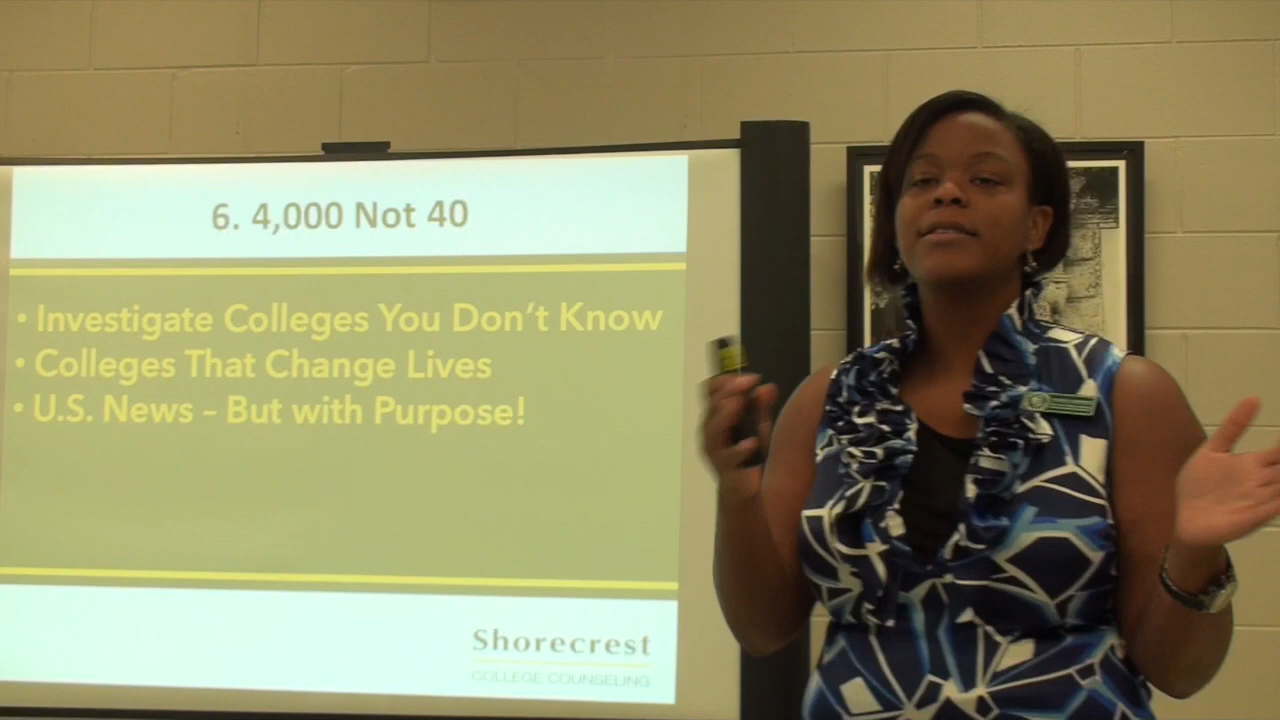 6. 4,000 Not 40
• Investigate Colleges You Don't Know
• Colleges That Change Lives
• U.S. News – But with Purpose!
Shorecrest
COLLEGE COUNSELING